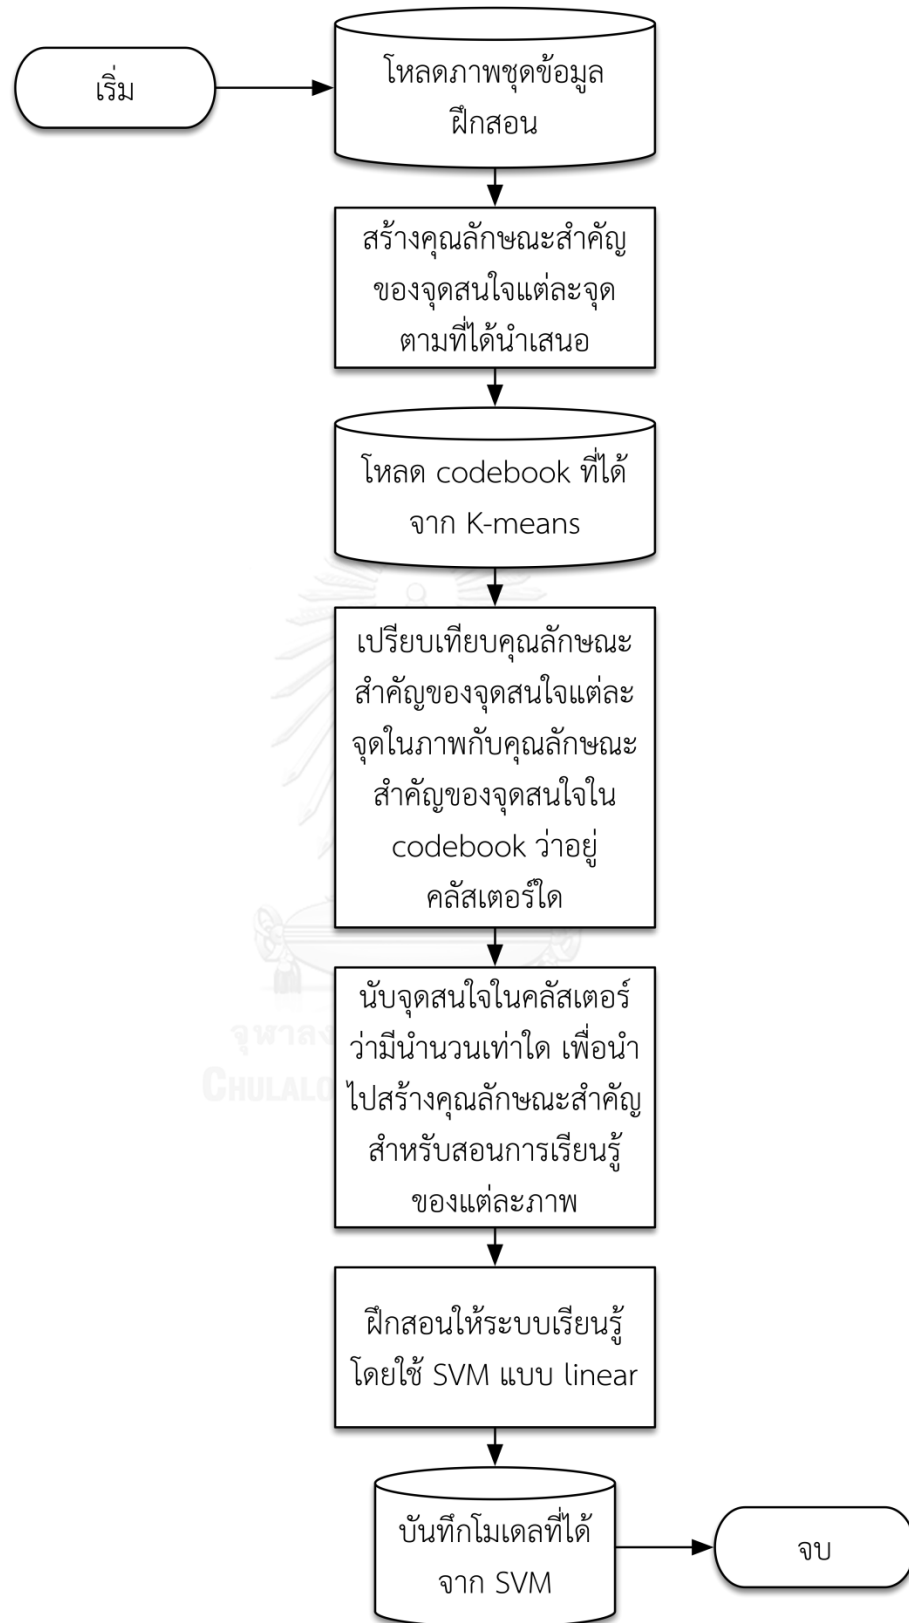 เริ่ม
โหลดภาพชุดข้อมูล
ฝึกสอน
สร้างคุณลักษณะสำคัญ
ของจุดสนใจแต่ละจุด
ตามที่ได้นำเสนอ
โหลด codebook ที่ได้
จาก K-means
เปรียบเทียบคุณลักษณะ
สำคัญของจุดสนใจแต่ละ
จุดในภาพกับคุณลักษณะ
สำคัญของจุดสนใจใน
codebook ว่าอยู่
คลัสเตอร์ใด
นับจุดสนใจในคลัสเตอร์
ว่ามีนำนวนเท่าใด เพื่อนำ
ไปสร้างคุณลักษณะสำคัญ
สำหรับสอนการเรียนรู้
ของแต่ละภาพ
จุฬาลง
CHULALO
ฝึกสอนให้ระบบเรียนรู้
โดยใช้ SVM แบบ linear
บันทึกโมเดลที่ได้
จาก SVM
จบ